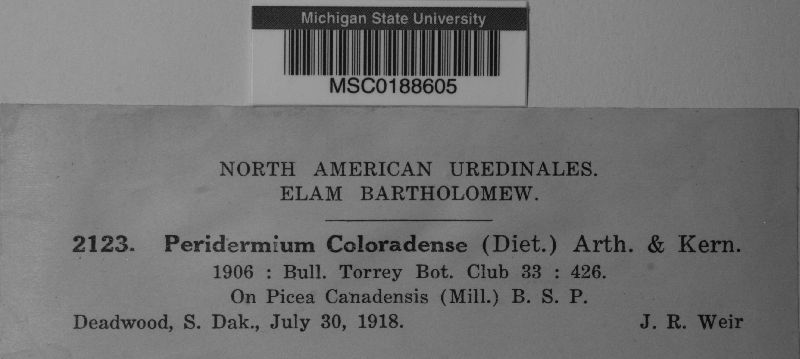 Michigan State University
MSC0188605
NORTH AMERICAN UREDINALES.
ELAM BARTHOLOMEW.
2123. Peridermium Coloradense (Diet.) Arth. & Kern.
1906 : Bull. Torrey Bot. Club 33 : 426.
On Picea Canadensis (Mill.) B. S. P.
Deadwood, S. Dak., July 30, 1918. J. R. Weir